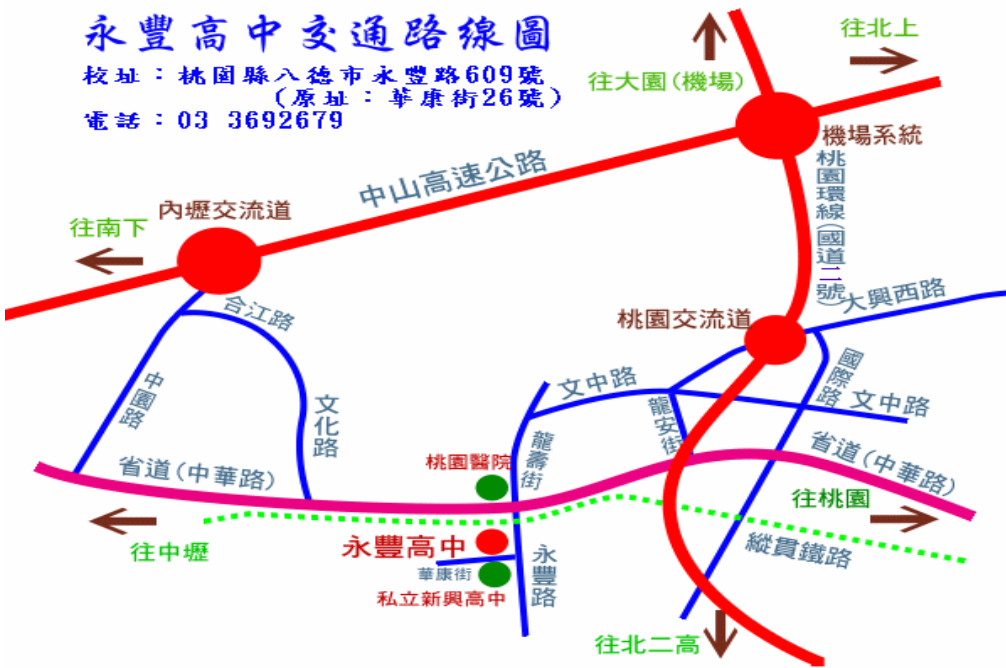 永豐高中交通路線圖
校址：桃園縣八德市永豐路609號
(原址：華康街26號)
電話：03 3692679
往北上
往大園(機場)
機場系統
中山高速公路
桃園環線(國道二號)
內壢交流道
往南下
合江路
大興西路
桃園交流道
中園路
文化路
文中路
國際路
文中路
龍安街
龍壽街
桃園醫院
省道(中華路)
省道(中華路)
往桃園
往中壢
永豐高中
縱貫鐵路
永豐路
華康街
私立新興高中
往北二高